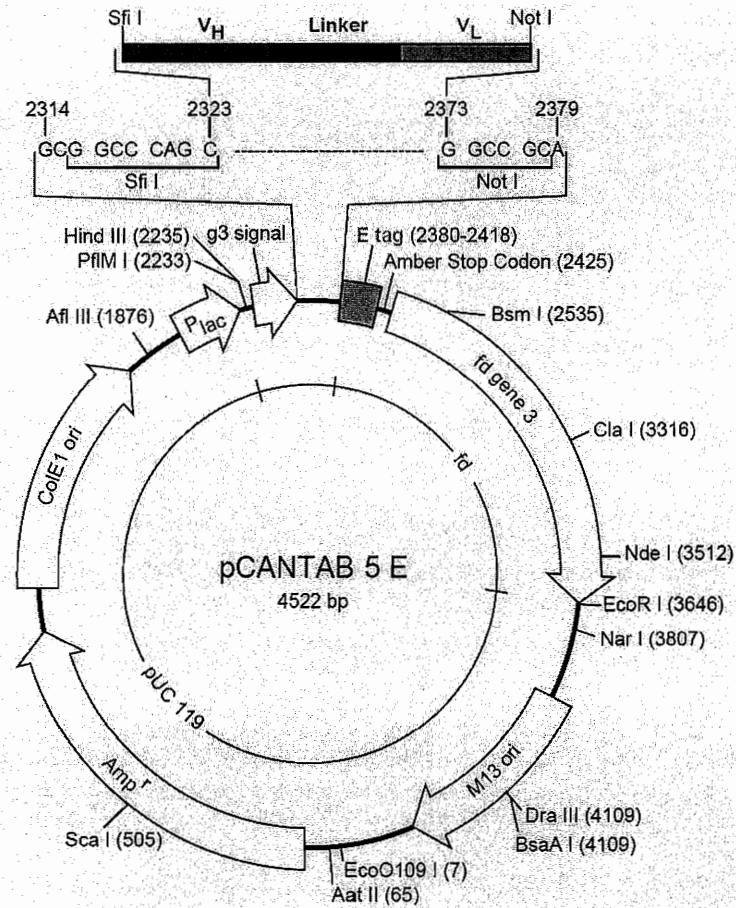 Sfi I VH Linker VL Not I
2314 2323 2373 2379
GCG GCC CAG C G GCC GCA
Sfi I Not I
Hind III (2235) g3 signal E tag (2380-2418)
PflM I (2233) Amber Stop Codon (2425)
Afl III (1876) Plac Bsm I (2535)
fd gene 3
Cla I (3316)
ColE1 ori fd
Nde I (3512)
pCANTAB 5 E
4522 bp
EcoR I (3646)
Nar I (3807)
pUC 119
Amp r M13 ori
Dra III (4109)
Sca I (505) BsaA I (4109)
EcoO109 I (7)
Aat II (65)